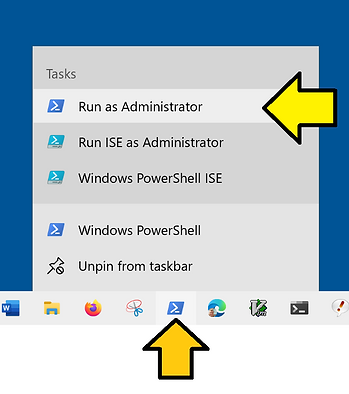 Tasks
Run as Administrator
Run ISE as Administrator
Windows PowerShell ISE
Windows PowerShell
Unpin from taskbar